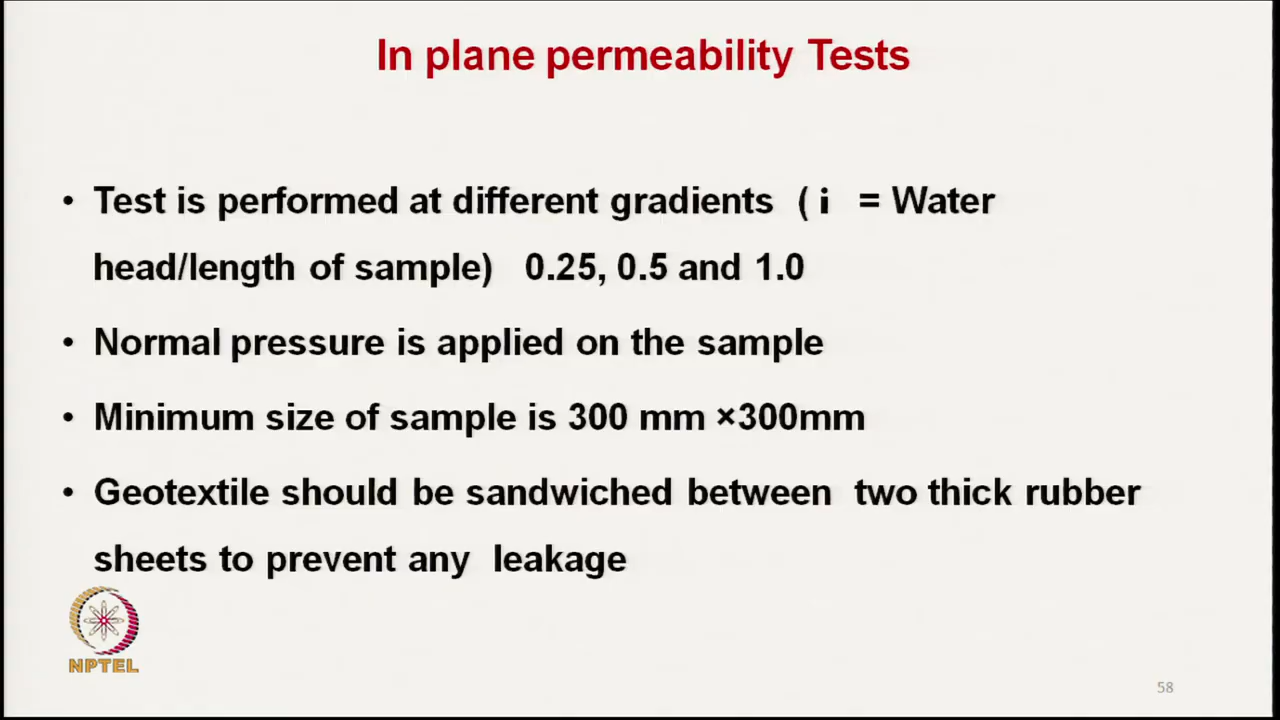 In plane permeability Tests
• Test is performed at different gradients ( i = Water
head/length of sample) 0.25, 0.5 and 1.0
• Normal pressure is applied on the sample
• Minimum size of sample is 300 mm ×300mm
• Geotextile should be sandwiched between two thick rubber
sheets to prevent any leakage
NPTEL
58